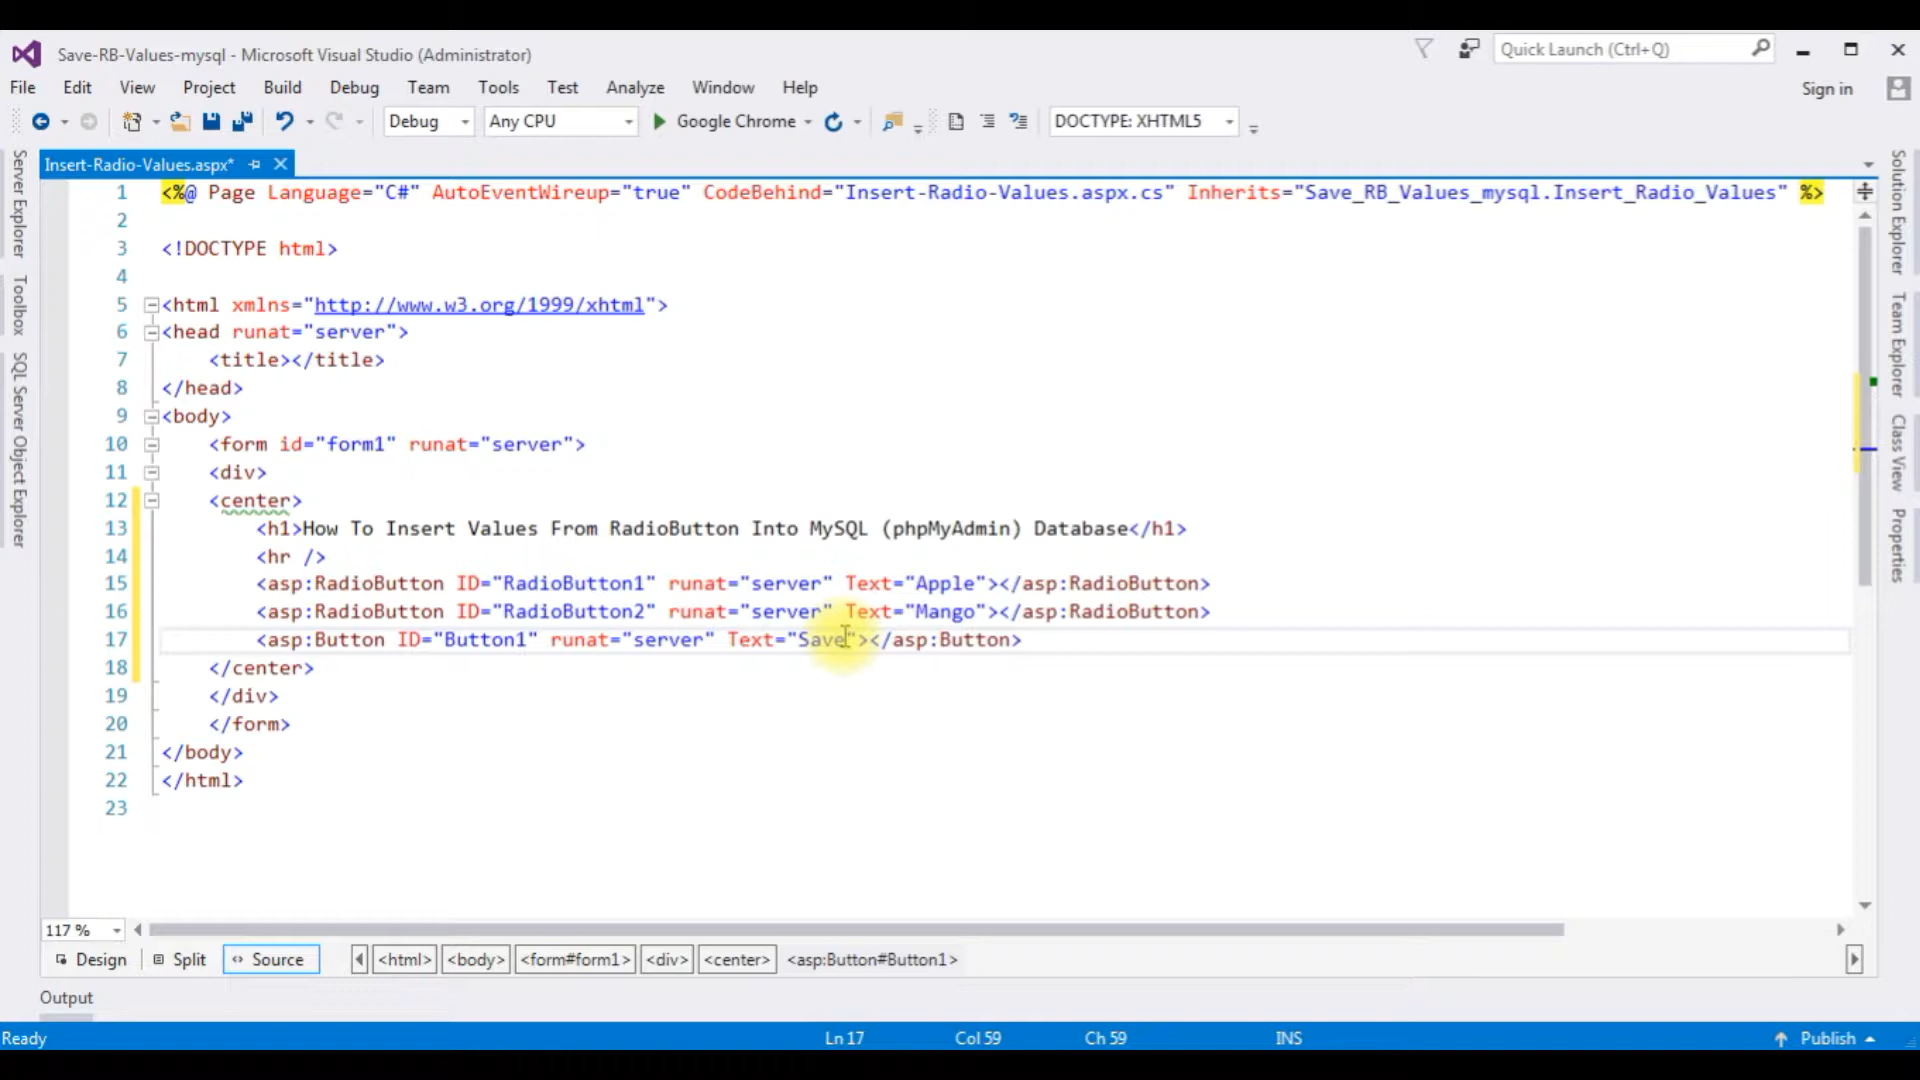 Save-RB-Values-mysql - Microsoft Visual Studio (Administrator)
Quick Launch (Ctrl+Q)
File Edit View Project Build Debug Team Tools Test Analyze Window Help
Sign in
Debug Any CPU Google Chrome DOCTYPE: XHTML5
Insert-Radio-Values.aspx*
Server Explorer
Toolbox
SQL Server Object Explorer
1 <%@ Page Language="C#" AutoEventWireup="true" CodeBehind="Insert-Radio-Values.aspx.cs" Inherits="Save_RB_Values_mysql.Insert_Radio_Values" %>
2
3 <!DOCTYPE html>
4
5 <html xmlns="http://www.w3.org/1999/xhtml">
6 <head runat="server">
7 <title></title>
8 </head>
9 <body>
10 <form id="form1" runat="server">
11 <div>
12 <center>
13 <h1>How To Insert Values From RadioButton Into MySQL (phpMyAdmin) Database</h1>
14 <hr />
15 <asp:RadioButton ID="RadioButton1" runat="server" Text="Apple"></asp:RadioButton>
16 <asp:RadioButton ID="RadioButton2" runat="server" Text="Mango"></asp:RadioButton>
17 <asp:Button ID="Button1" runat="server" Text="Save"></asp:Button>
18 </center>
19 </div>
20 </form>
21 </body>
22 </html>
23
Solution Explorer
Team Explorer
Class View
Properties
117 %
Design Split Source <html> <body> <form#form1> <div> <center> <asp:Button#Button1>
Output
Ready Ln 17 Col 59 Ch 59 INS Publish